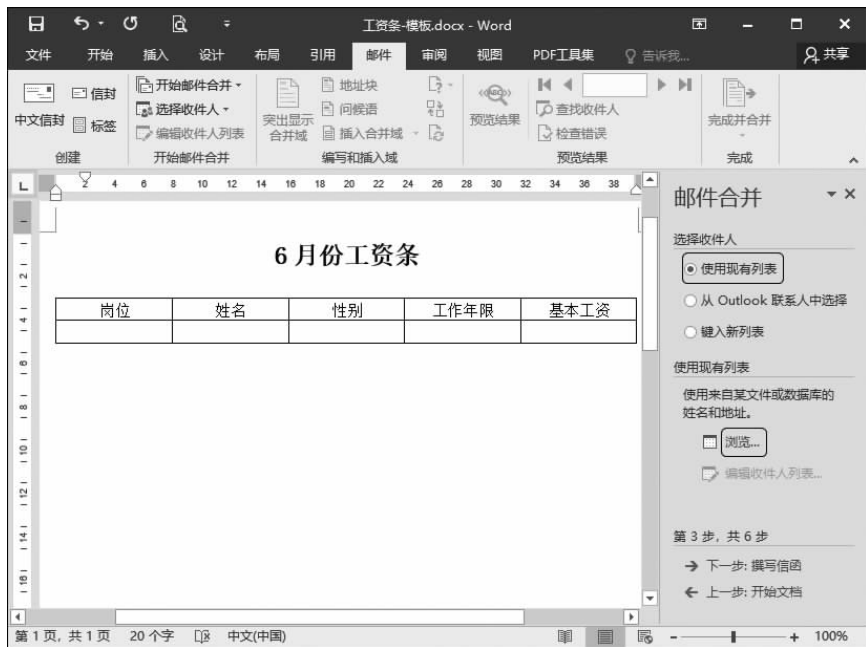 工资条-模板.docx - Word
文件 开始 插入 设计 布局 引用 邮件 审阅 视图 PDF工具集 告诉我... 共享
中文信封 信封 标签
创建
开始邮件合并
选择收件人
编辑收件人列表
开始邮件合并
突出显示合并域
地址块
问候语
插入合并域
编写和插入域
预览结果
查找收件人
检查错误
预览结果
完成并合并
完成
2 4 6 8 10 12 14 16 18 20 22 24 26 28 30 32 34 36 38
2 4 6 8 10 12 14 16
6 月份工资条
岗位 姓名 性别 工作年限 基本工资
邮件合并
选择收件人
使用现有列表
从 Outlook 联系人中选择
键入新列表
使用现有列表
使用来自某文件或数据库的
姓名和地址。
浏览...
编辑收件人列表...
第 3 步, 共 6 步
下一步: 撰写信函
上一步: 开始文档
第 1 页, 共 1 页 20 个字 中文(中国) 100%